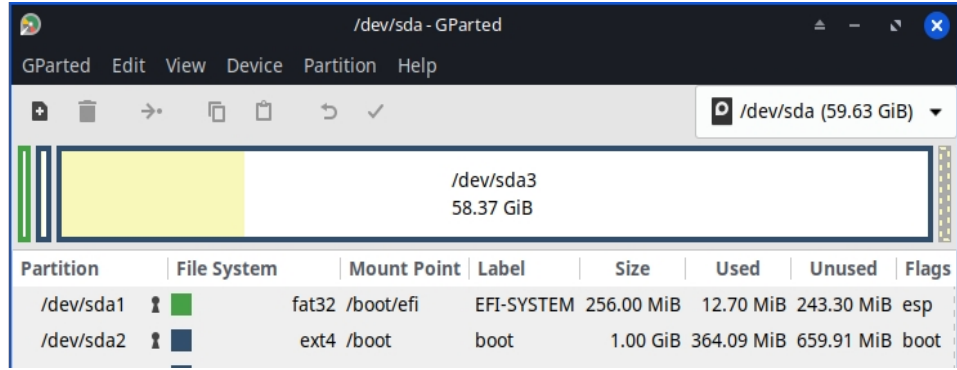 /dev/sda - GParted
GParted Edit View Device Partition Help
/dev/sda (59.63 GiB)
/dev/sda3
58.37 GiB
Partition File System Mount Point Label Size Used Unused Flags
/dev/sda1 fat32 /boot/efi EFI-SYSTEM 256.00 MiB 12.70 MiB 243.30 MiB esp
/dev/sda2 ext4 /boot boot 1.00 GiB 364.09 MiB 659.91 MiB boot